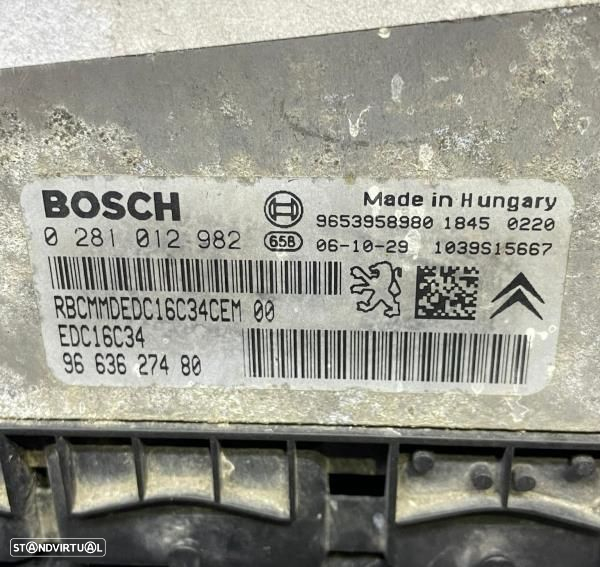 BOSCH
Made in Hungary
9653958980 1845 0220
0 281 012 982 658 06-10-29 1039S15667
RBCMMDEDC16C34CEM 00
EDC16C34
96 636 274 80
STANDVIRTUAL